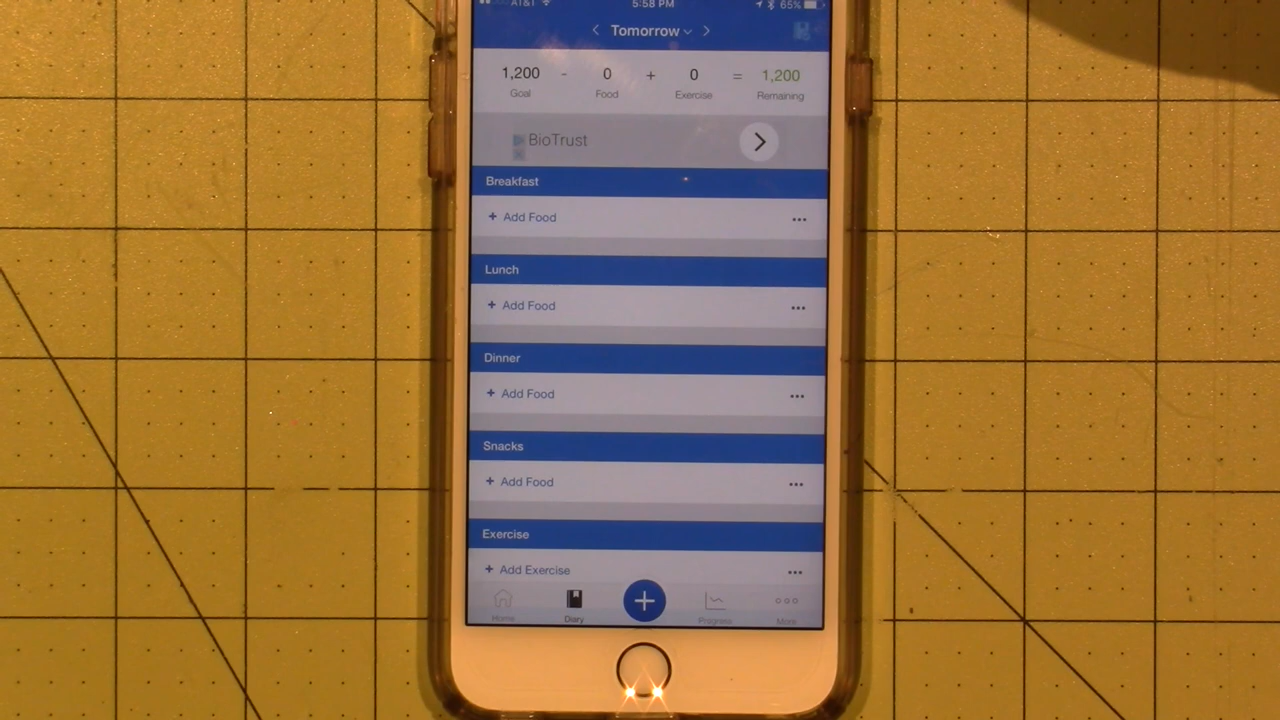 AT&T 5:58 PM 65%
Tomorrow
1,200 - 0 + 0 = 1,200
Goal Food Exercise Remaining
BioTrust
Breakfast
+ Add Food
Lunch
+ Add Food
Dinner
+ Add Food
Snacks
+ Add Food
Exercise
+ Add Exercise
Home Diary Progress More